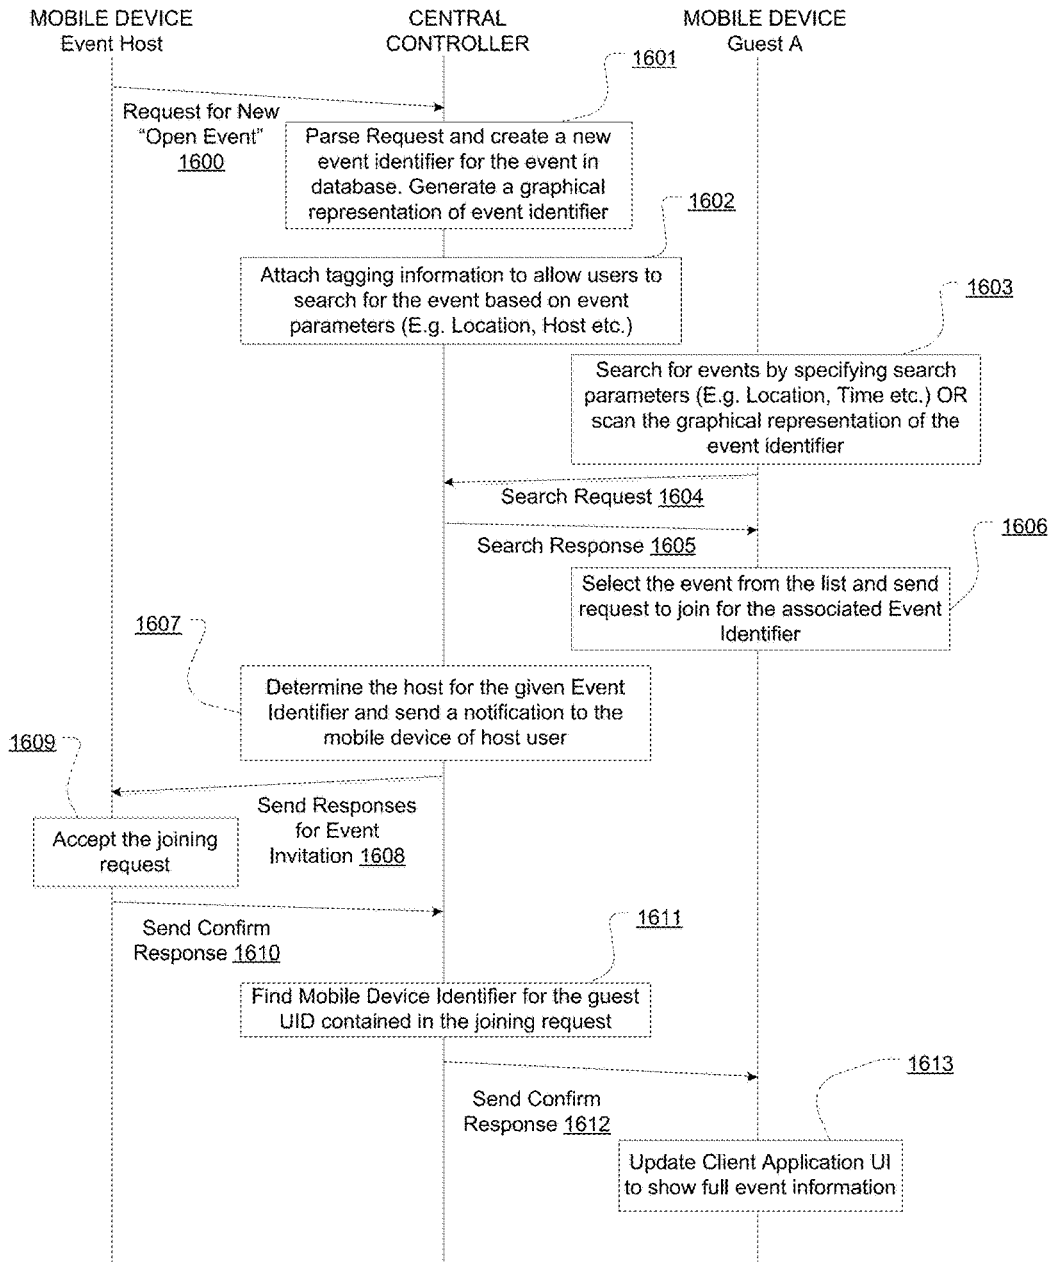 MOBILE DEVICE
Event Host
CENTRAL
CONTROLLER
MOBILE DEVICE
Guest A
1601
Request for New
"Open Event"
1600
Parse Request and create a new
event identifier for the event in
database. Generate a graphical
representation of event identifier
1602
Attach tagging information to allow users to
search for the event based on event
parameters (E.g. Location, Host etc.)
1603
Search for events by specifying search
parameters (E.g. Location, Time etc.) OR
scan the graphical representation of the
event identifier
Search Request 1604
Search Response 1605
1606
Select the event from the list and send
request to join for the associated Event
Identifier
1607
Determine the host for the given Event
Identifier and send a notification to the
mobile device of host user
1609
Send Responses
for Event
Invitation 1608
Accept the joining
request
Send Confirm
Response 1610
1611
Find Mobile Device Identifier for the guest
UID contained in the joining request
1613
Send Confirm
Response 1612
Update Client Application UI
to show full event information